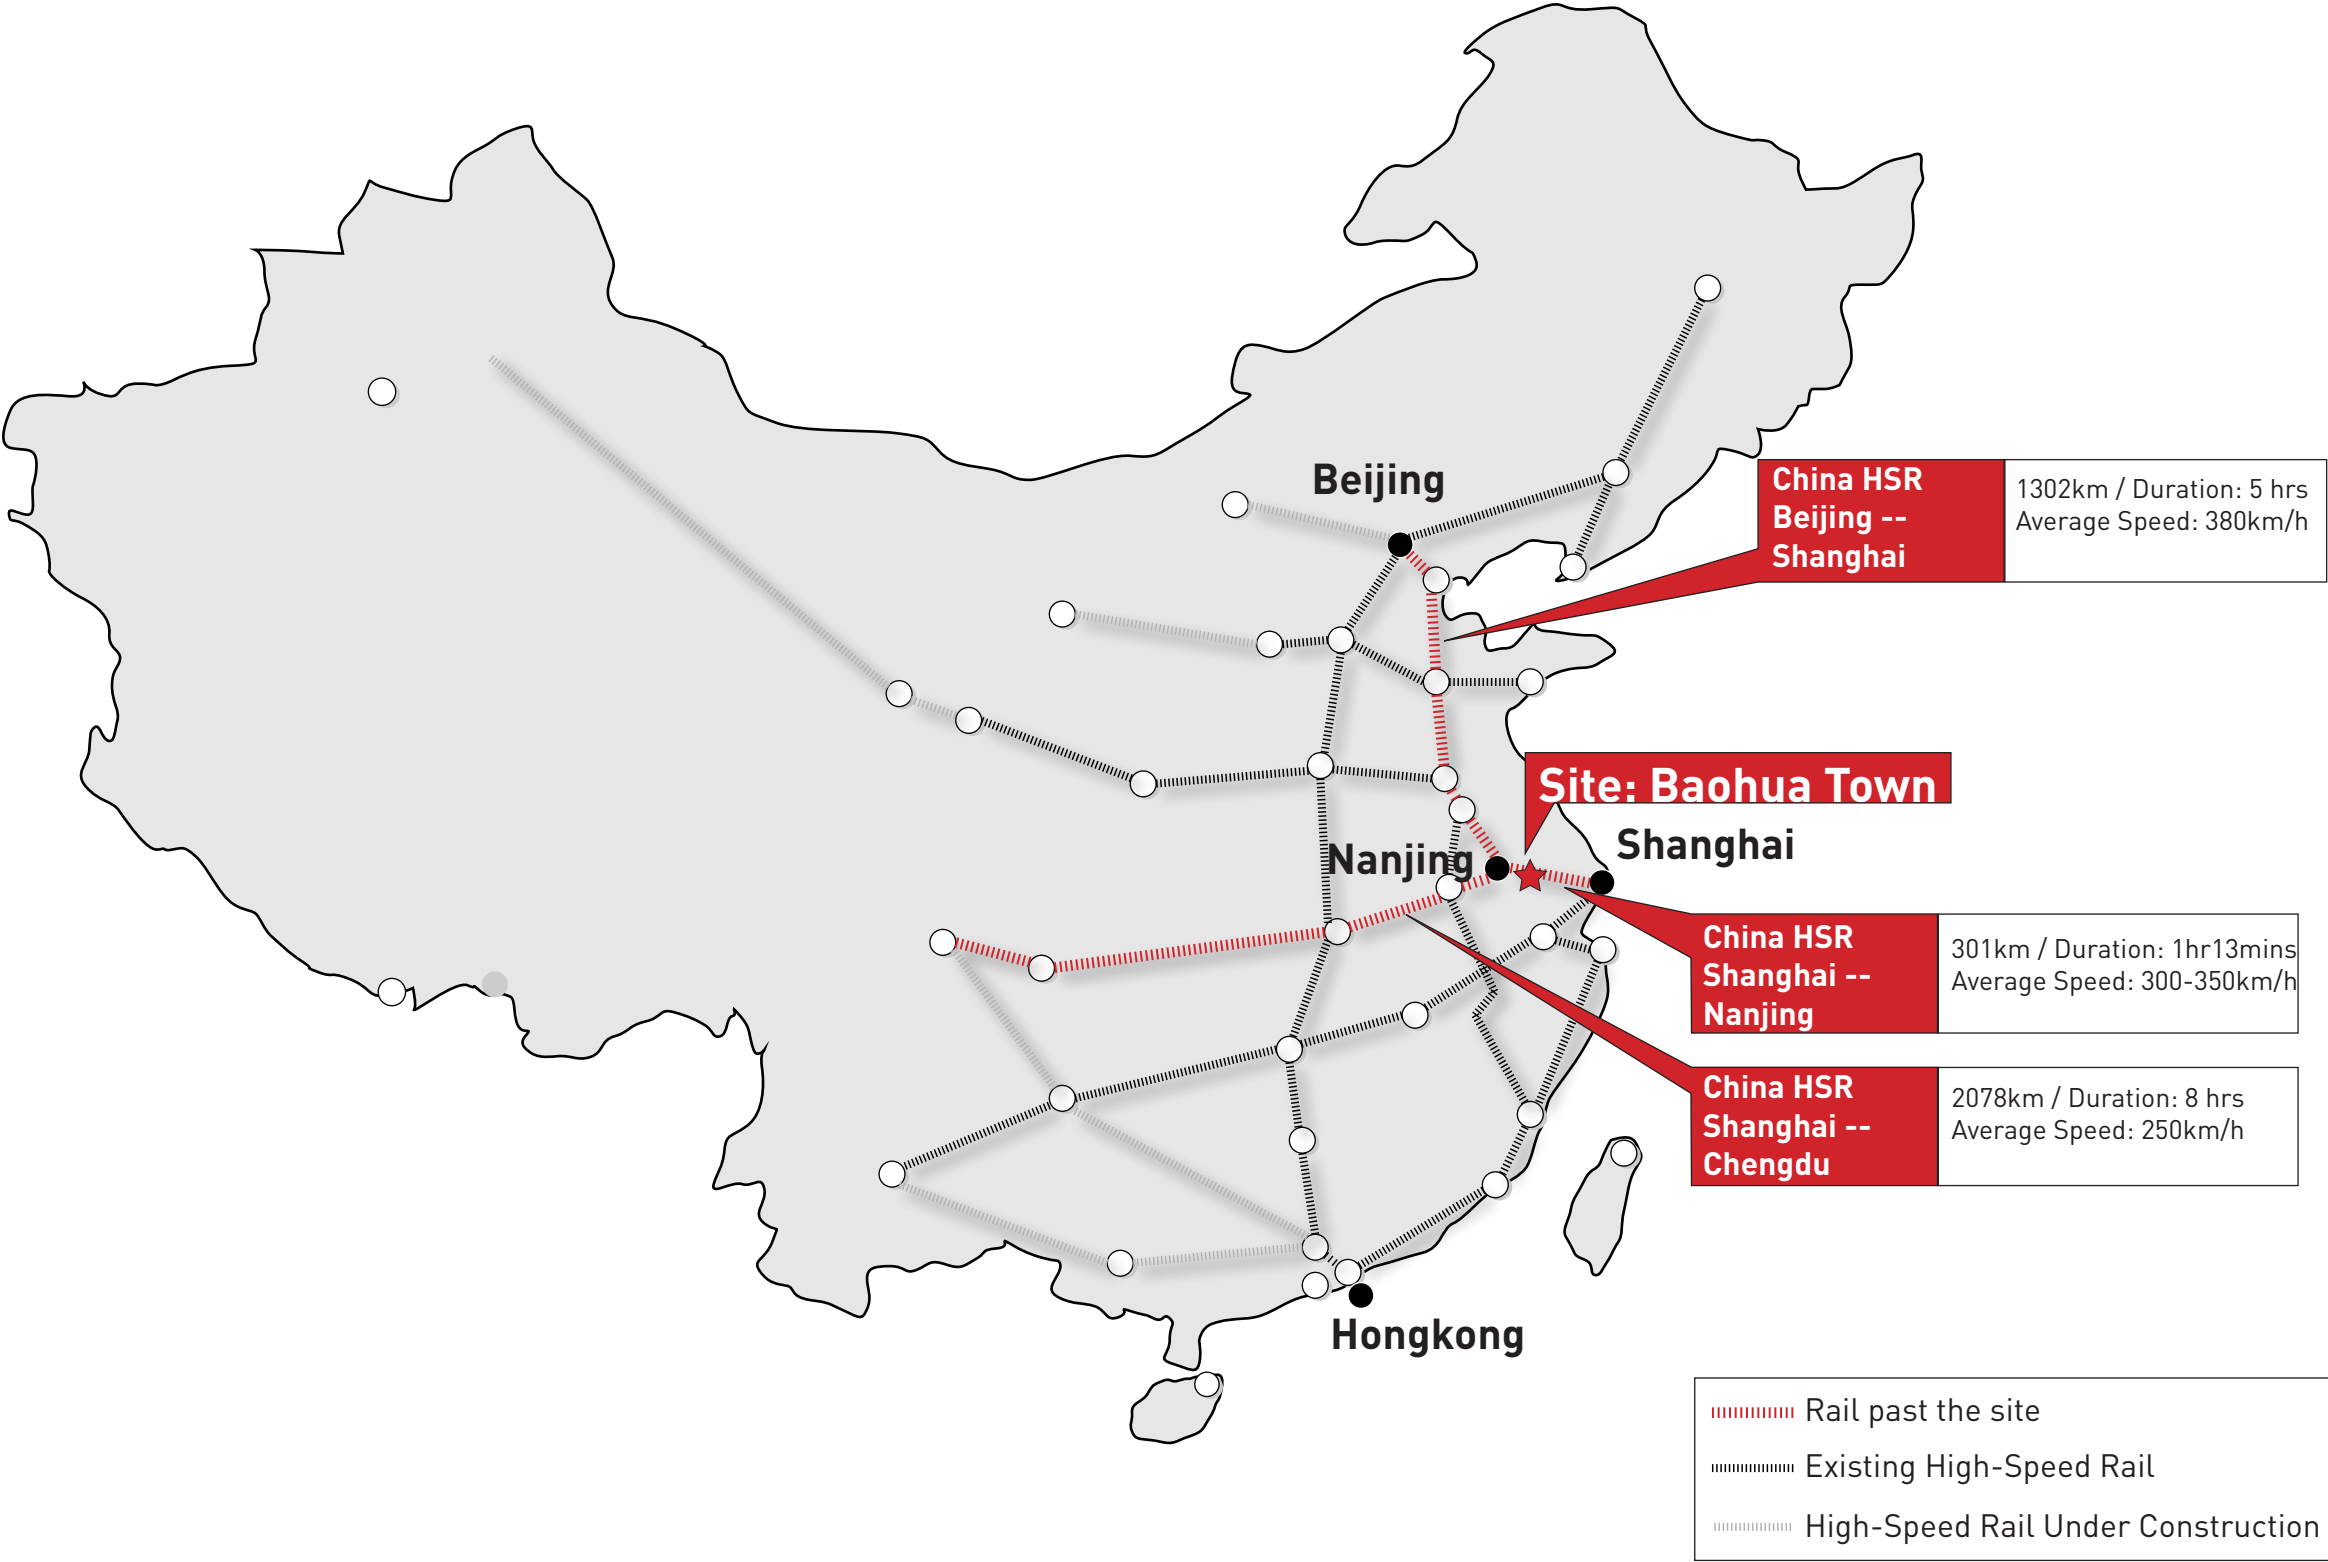 Beijing
China HSR
Beijing --
Shanghai
1302km / Duration: 5 hrs
Average Speed: 380km/h
Site: Baohua Town
Shanghai
Nanjing
China HSR
Shanghai --
Nanjing
301km / Duration: 1hr13mins
Average Speed: 300-350km/h
China HSR
Shanghai --
Chengdu
2078km / Duration: 8 hrs
Average Speed: 250km/h
Hongkong
Rail past the site
Existing High-Speed Rail
High-Speed Rail Under Construction